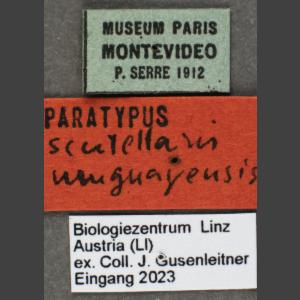 MUSEUM PARIS
MONTEVIDEO
P. SERRE 1912
PARATYPUS
scutellaris
uruguayensis
Biologiezentrum Linz
Austria (LI)
ex. Coll. J. Gusenleitner
Eingang 2023